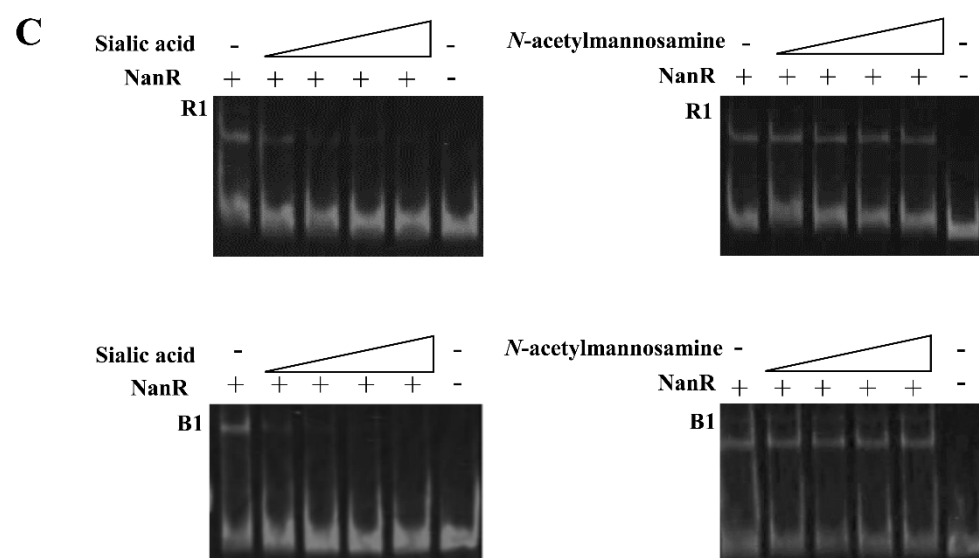 C
Sialic acid - -
NanR + + + + + -
R1
N-acetylmannosamine - -
NanR + + + + + -
R1
Sialic acid - -
NanR + + + + + -
B1
N-acetylmannosamine - -
NanR + + + + + -
B1